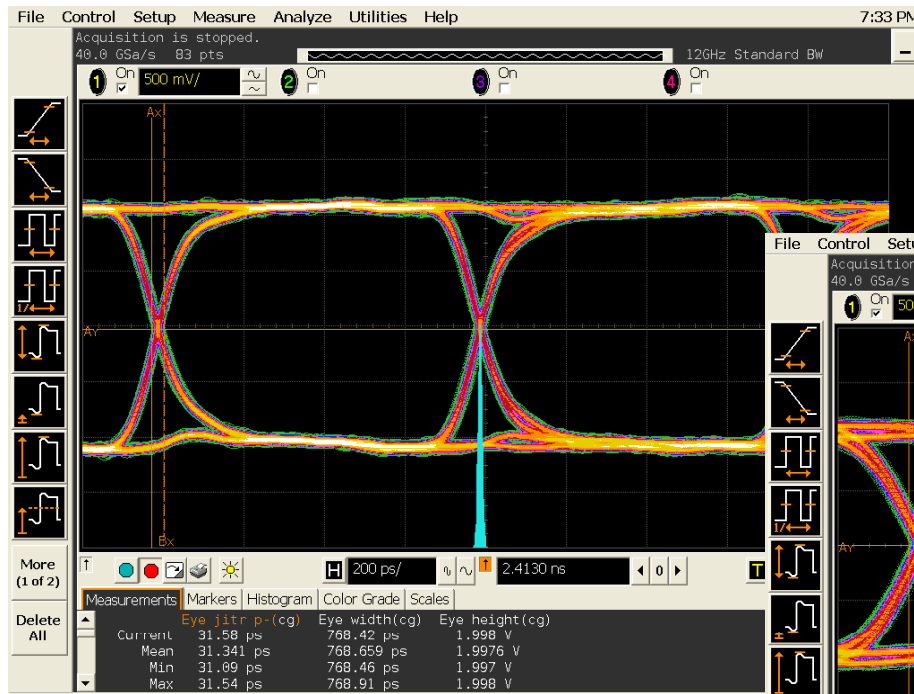 File Control Setup Measure Analyze Utilities Help 7:33 PM
Acquisition is stopped.
40.0 GSa/s 83 pts 12GHz Standard BW
1 On 500 mV/ 2 On 3 On 4 On
Ax
Ay
Bx
1/
More
(1 of 2)
Delete
All
H 200 ps/ 2.4130 ns 0 T
Measurements Markers Histogram Color Grade Scales
Eye jitr p-(cg) Eye width(cg) Eye height(cg)
Current 31.58 ps 768.42 ps 1.998 V
Mean 31.341 ps 768.659 ps 1.9976 V
Min 31.09 ps 768.46 ps 1.997 V
Max 31.54 ps 768.91 ps 1.998 V
File Control Setu
Acquisition
40.0 GSa/s
1 On 50
Ax
Ay
1/